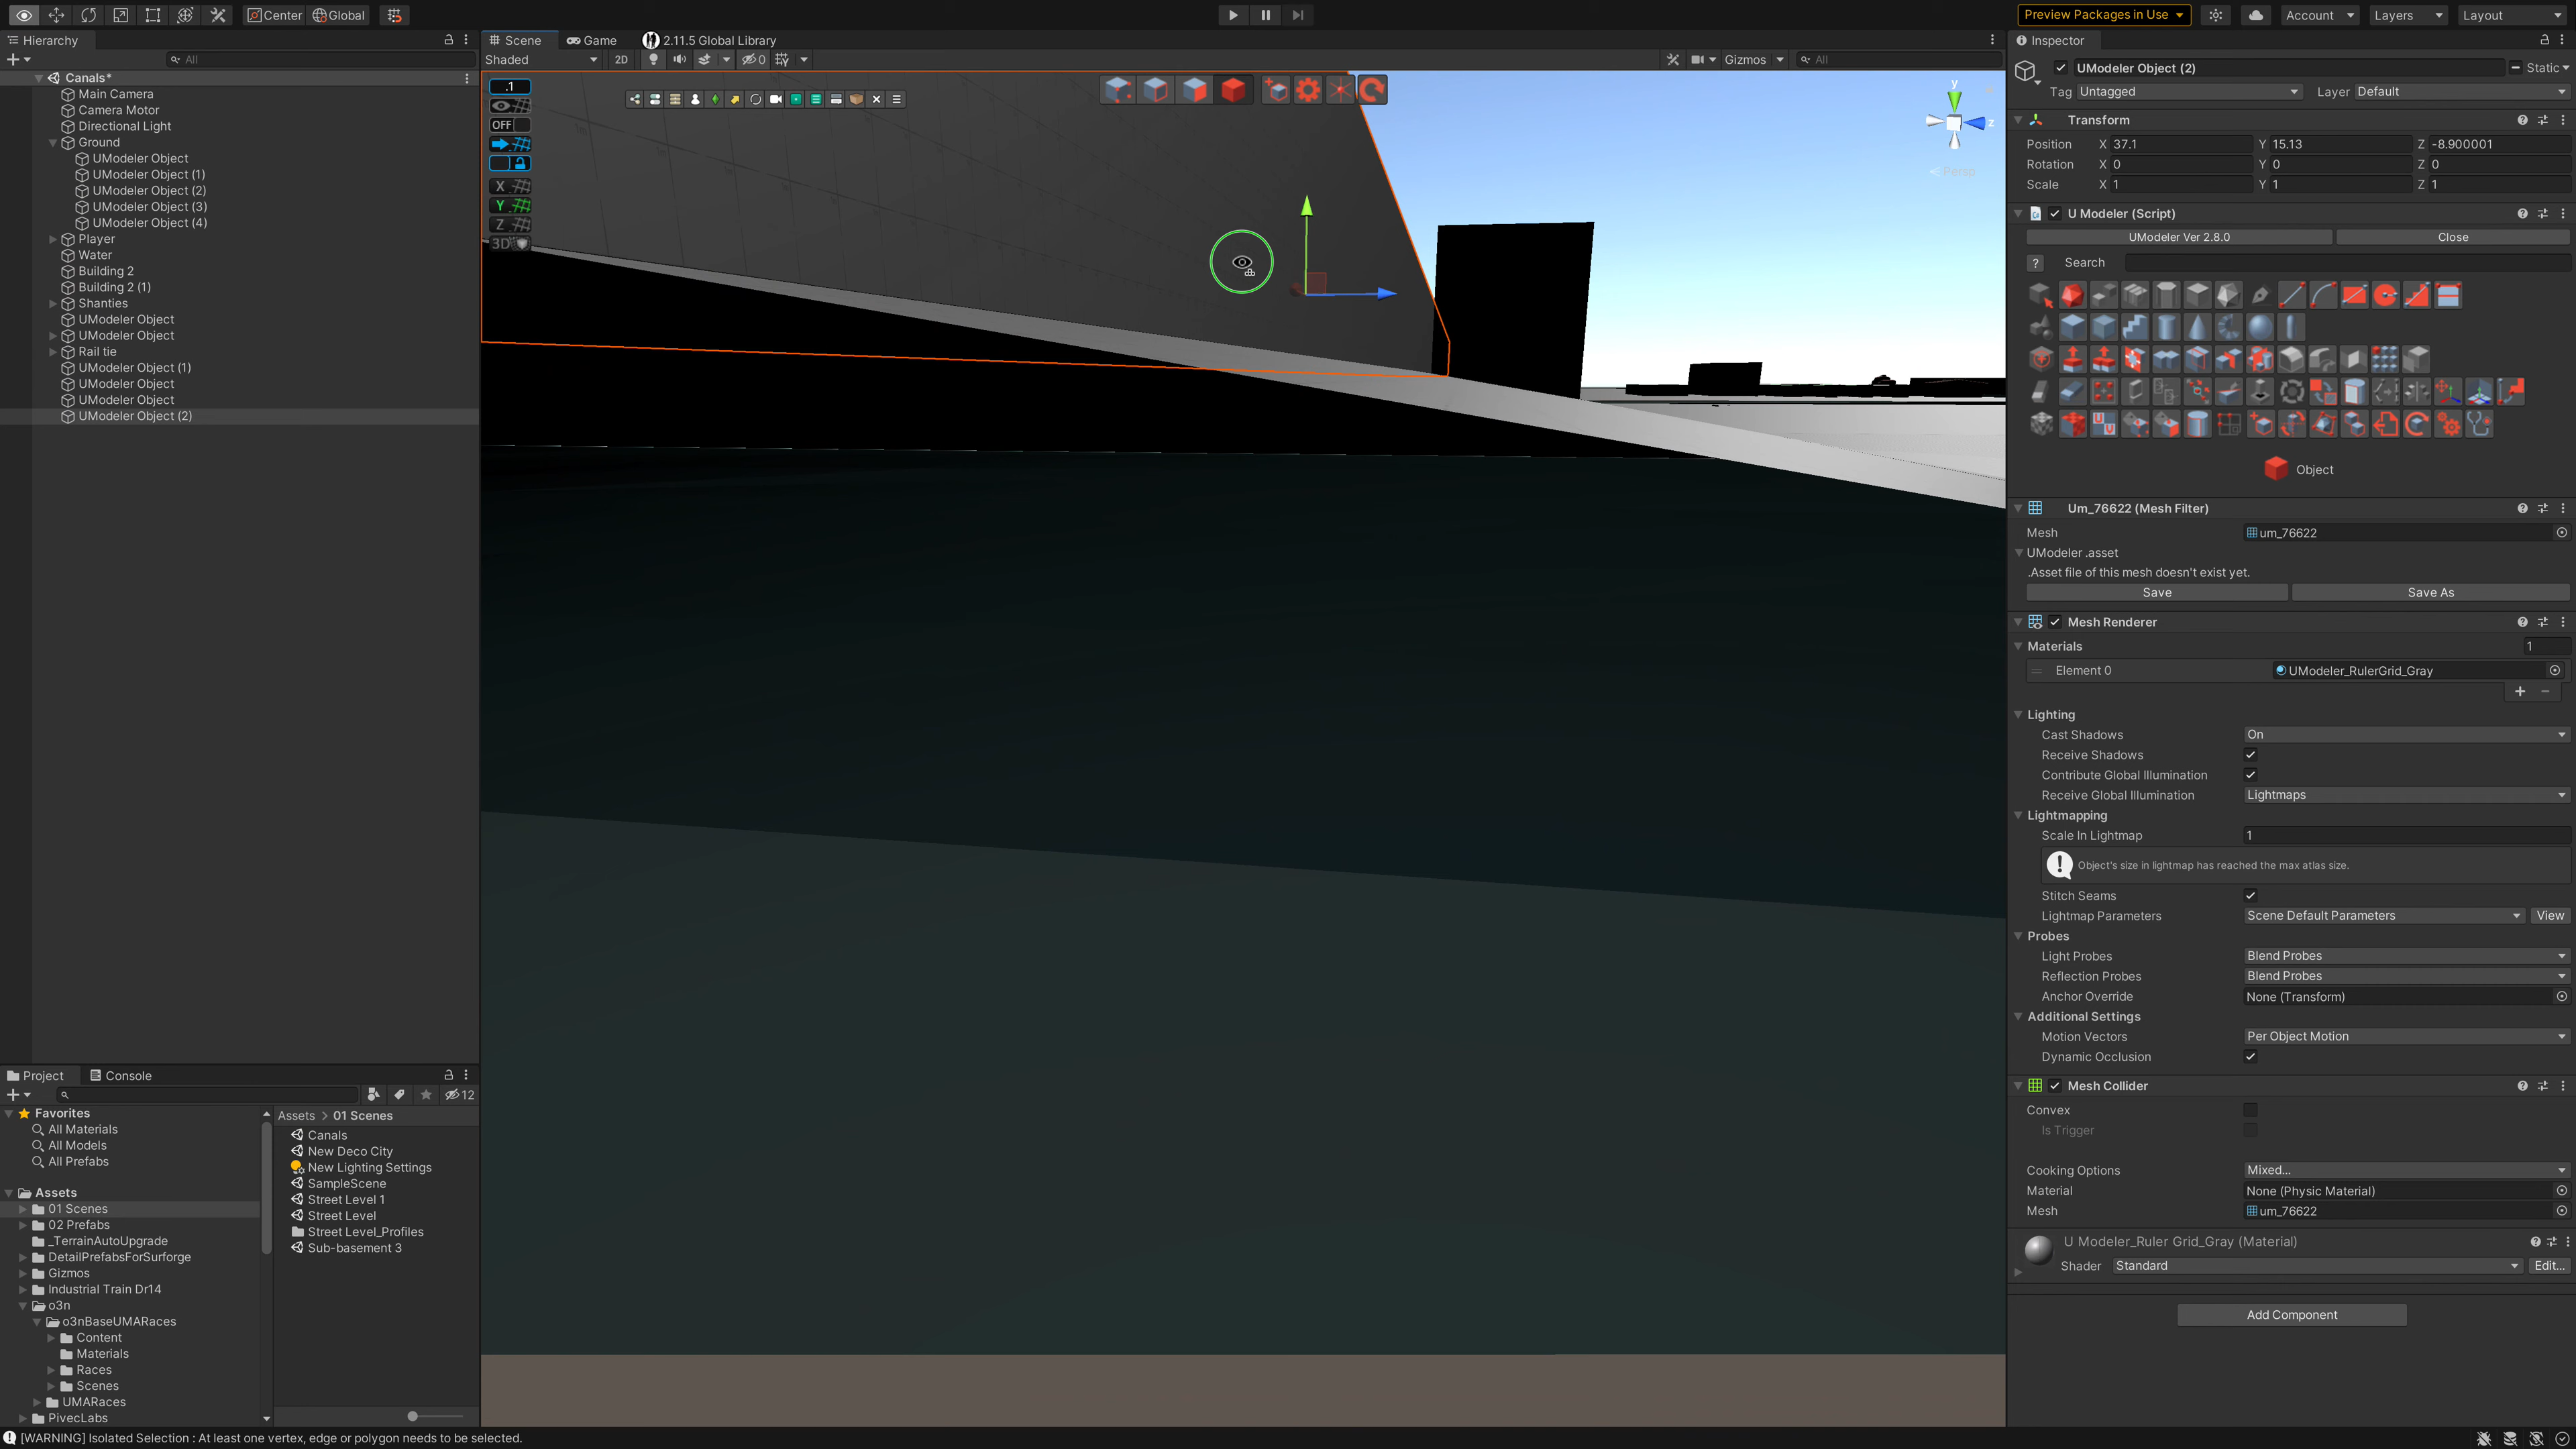 Center
Global
Preview Packages in Use
Account
Layers
Layout
Hierarchy
All
Canals*
Main Camera
Camera Motor
Directional Light
Ground
UModeler Object
UModeler Object (1)
UModeler Object (2)
UModeler Object (3)
UModeler Object (4)
Player
Water
Building 2
Building 2 (1)
Shanties
UModeler Object
UModeler Object
Rail tie
UModeler Object (1)
UModeler Object
UModeler Object
UModeler Object (2)
Scene
Game
2.11.5 Global Library
Shaded
2D
0
Gizmos
All
.1
OFF
X
Y
Z
3D
y
z
Persp
Inspector
UModeler Object (2)
Static
Tag Untagged
Layer Default
Transform
Position X 37.1 Y 15.13 Z -8.900001
Rotation X 0 Y 0 Z 0
Scale X 1 Y 1 Z 1
U Modeler (Script)
UModeler Ver 2.8.0
Close
? Search
Object
Um_76622 (Mesh Filter)
Mesh um_76622
UModeler .asset
.Asset file of this mesh doesn't exist yet.
Save
Save As
Mesh Renderer
Materials 1
Element 0 UModeler_RulerGrid_Gray
Lighting
Cast Shadows On
Receive Shadows
Contribute Global Illumination
Receive Global Illumination Lightmaps
Lightmapping
Scale In Lightmap 1
Object's size in lightmap has reached the max atlas size.
Stitch Seams
Lightmap Parameters Scene Default Parameters View
Probes
Light Probes Blend Probes
Reflection Probes Blend Probes
Anchor Override None (Transform)
Additional Settings
Motion Vectors Per Object Motion
Dynamic Occlusion
Mesh Collider
Convex
Is Trigger
Cooking Options Mixed...
Material None (Physic Material)
Mesh um_76622
U Modeler_Ruler Grid_Gray (Material)
Shader Standard Edit...
Add Component
Project
Console
12
Favorites
All Materials
All Models
All Prefabs
Assets
01 Scenes
02 Prefabs
_TerrainAutoUpgrade
DetailPrefabsForSurforge
Gizmos
Industrial Train Dr14
o3n
o3nBaseUMARaces
Content
Materials
Races
Scenes
UMARaces
PivecLabs
Assets > 01 Scenes
Canals
New Deco City
New Lighting Settings
SampleScene
Street Level 1
Street Level
Street Level_Profiles
Sub-basement 3
[WARNING] Isolated Selection : At least one vertex, edge or polygon needs to be selected.